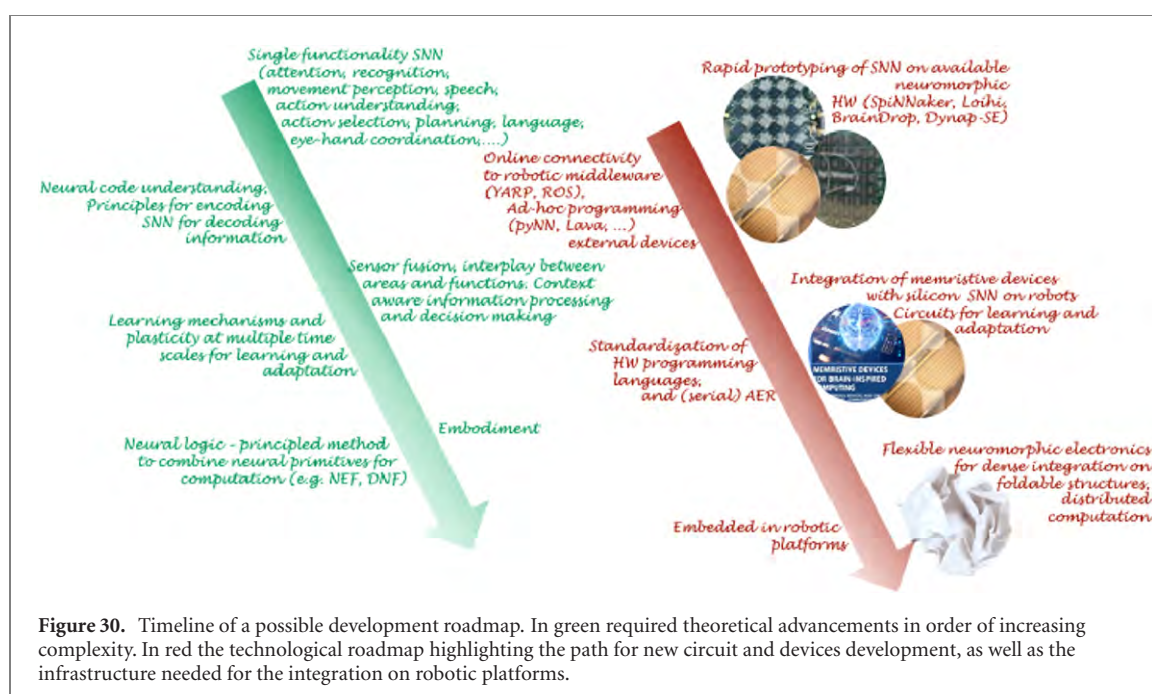 Single functionality SNN
(attention, recognition,
movement perception, speech,
action understanding,
action selection, planning, language,
eye-hand coordination,....)
Neural code understanding,
Principles for encoding
SNN for decoding
information
Sensor fusion, interplay between
areas and functions. Context
aware information processing
and decision making
Learning mechanisms and
plasticity at multiple time
scales for learning and
adaptation
Embodiment
Neural logic - principled method
to combine neural primitives for
computation (e.g. NEF, DNF)
Rapid prototyping of SNN on available
neuromorphic
HW (SpiNNaker, Loihi,
BrainDrop, Dynap-SE)
Online connectivity
to robotic middleware
(YARP, ROS),
Ad-hoc programming
(pyNN, Lava, ...)
external devices
Integration of memristive devices
with silicon SNN on robots
Circuits for learning and
adaptation
MEMRISTIVE DEVICES
FOR BRAIN-INSPIRED
COMPUTING
Standardization of
HW programming
languages,
and (serial) AER
Flexible neuromorphic electronics
for dense integration on
foldable structures,
distributed
computation
Embedded in robotic
platforms
Figure 30. Timeline of a possible development roadmap. In green required theoretical advancements in order of increasing
complexity. In red the technological roadmap highlighting the path for new circuit and devices development, as well as the
infrastructure needed for the integration on robotic platforms.